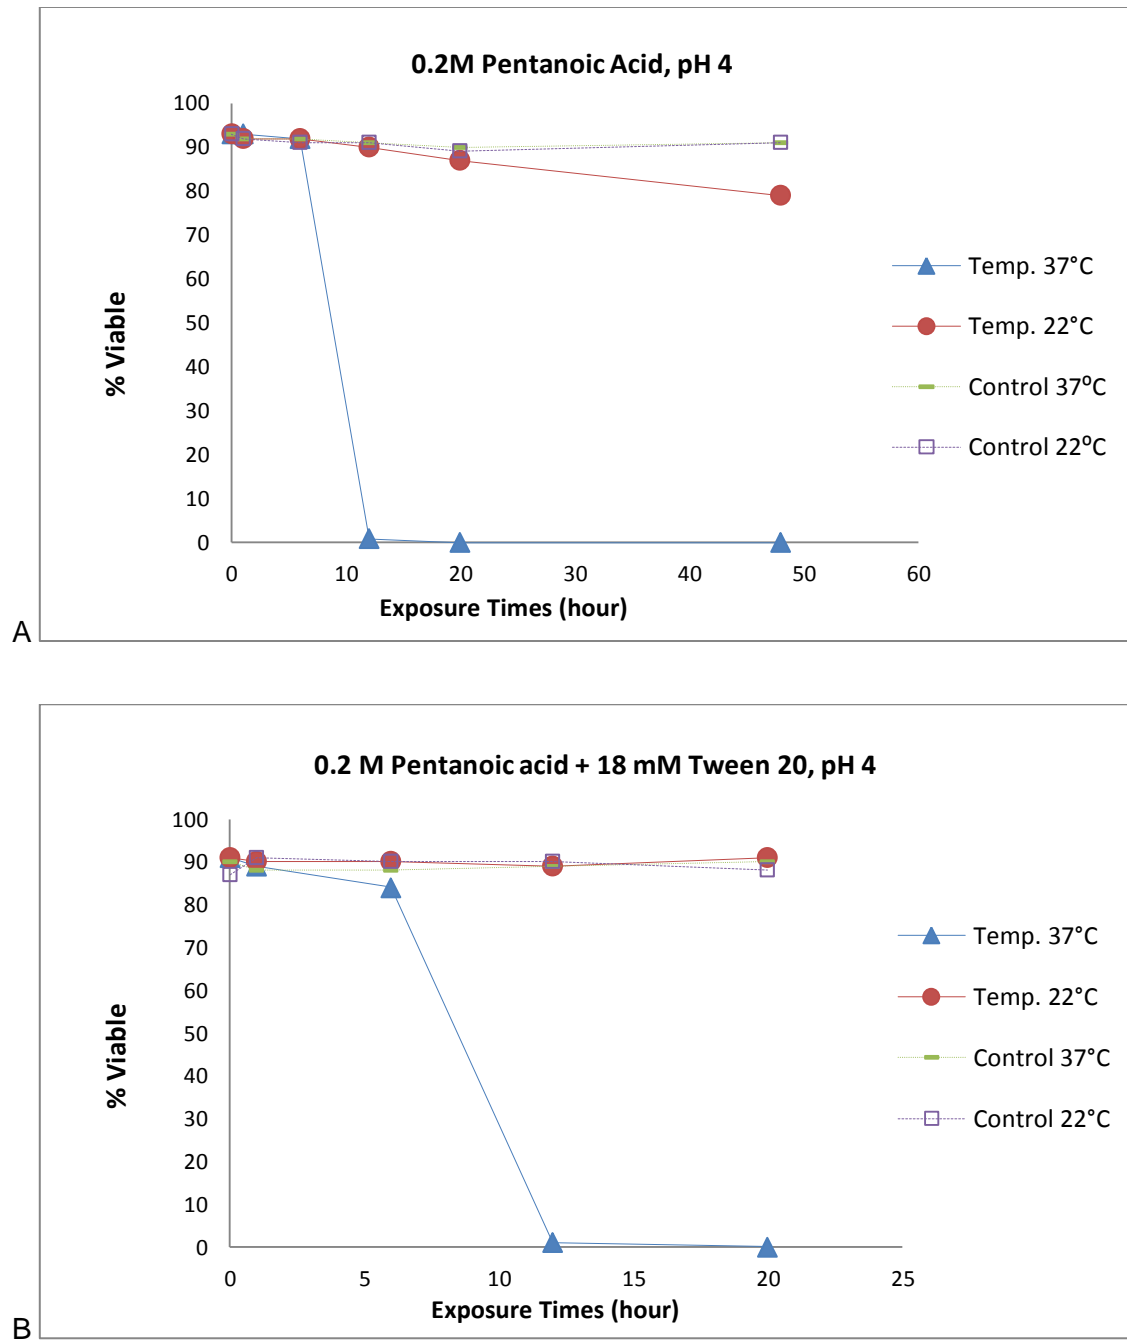 0.2M Pentanoic Acid, pH 4
100
90
80
70
60
50
40
30
20
10
0
% Viable
0 10 20 30 40 50 60
Exposure Times (hour)
Temp. 37°C
Temp. 22°C
Control 37°C
Control 22°C
A
0.2 M Pentanoic acid + 18 mM Tween 20, pH 4
100
90
80
70
60
50
40
30
20
10
0
% Viable
0 5 10 15 20 25
Exposure Times (hour)
Temp. 37°C
Temp. 22°C
Control 37°C
Control 22°C
B